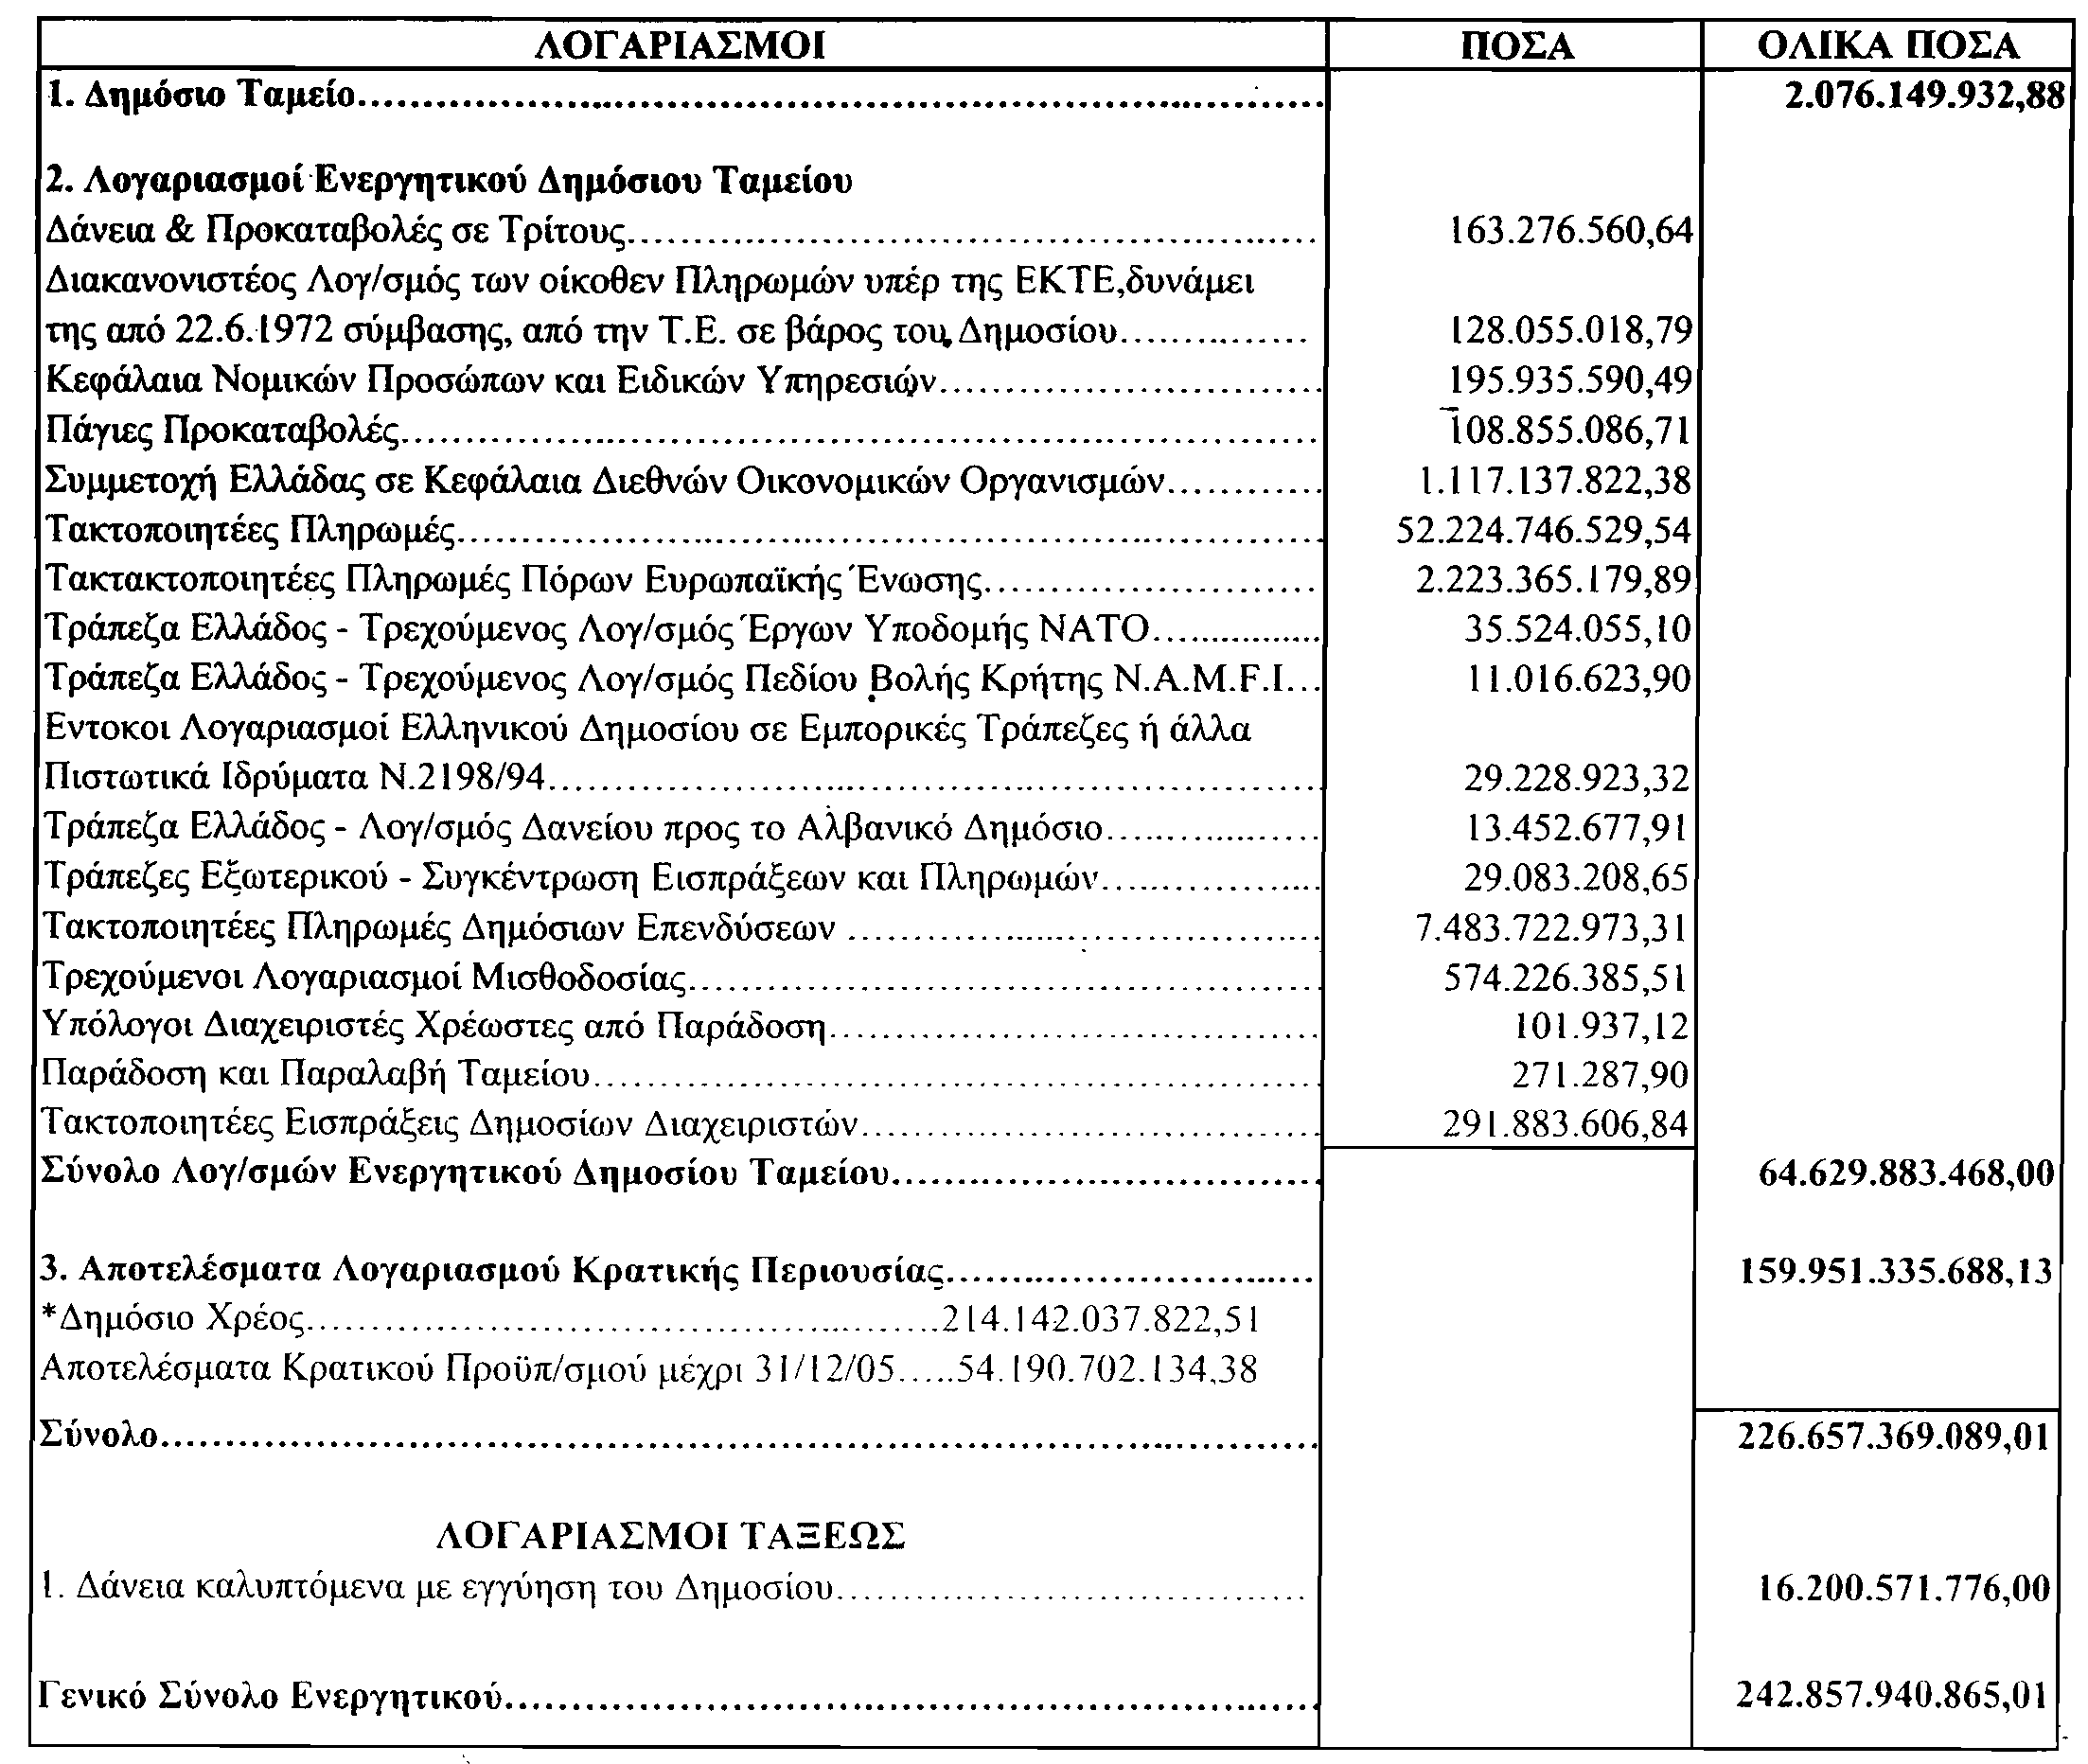 ΛΟΓΑΡΙΑΣΜΟΙ ΠΟΣΑ ΟΛΙΚΑ ΠΟΣΑ
1. Δημόσιο Ταμείο.......... 2.076.149.932,88
2. Λογαριασμοί Ενεργητικού Δημόσιου Ταμείου
Δάνεια & Προκαταβολές σε Τρίτους.......... 163.276.560,64
Διακανονιστέος Λογ/σμός των οίκοθεν Πληρωμών υπέρ της ΕΚΤΕ,δυνάμει
της από 22.6.1972 σύμβασης, από την Τ.Ε. σε βάρος του Δημοσίου.......... 128.055.018,79
Κεφάλαια Νομικών Προσώπων και Ειδικών Υπηρεσιών.......... 195.935.590,49
Πάγιες Προκαταβολές.......... 108.855.086,71
Συμμετοχή Ελλάδας σε Κεφάλαια Διεθνών Οικονομικών Οργανισμών.......... 1.117.137.822,38
Τακτοποιητέες Πληρωμές.......... 52.224.746.529,54
Τακτακτοποιητέες Πληρωμές Πόρων Ευρωπαϊκής Ένωσης.......... 2.223.365.179,89
Τράπεζα Ελλάδος - Τρεχούμενος Λογ/σμός Έργων Υποδομής ΝΑΤΟ.......... 35.524.055,10
Τράπεζα Ελλάδος - Τρεχούμενος Λογ/σμός Πεδίου Βολής Κρήτης N.A.M.F.I... 11.016.623,90
Εντοκοι Λογαριασμοί Ελληνικού Δημοσίου σε Εμπορικές Τράπεζες ή άλλα
Πιστωτικά Ιδρύματα Ν.2198/94.......... 29.228.923,32
Τράπεζα Ελλάδος - Λογ/σμός Δανείου προς το Αλβανικό Δημόσιο.......... 13.452.677,91
Τράπεζες Εξωτερικού - Συγκέντρωση Εισπράξεων και Πληρωμών.......... 29.083.208,65
Τακτοποιητέες Πληρωμές Δημόσιων Επενδύσεων .......... 7.483.722.973,31
Τρεχούμενοι Λογαριασμοί Μισθοδοσίας.......... 574.226.385,51
Υπόλογοι Διαχειριστές Χρέωστες από Παράδοση.......... 101.937,12
Παράδοση και Παραλαβή Ταμείου.......... 271.287,90
Τακτοποιητέες Εισπράξεις Δημοσίων Διαχειριστών.......... 291.883.606,84
Σύνολο Λογ/σμών Ενεργητικού Δημοσίου Ταμείου.......... 64.629.883.468,00
3. Αποτελέσματα Λογαριασμού Κρατικής Περιουσίας.......... 159.951.335.688,13
*Δημόσιο Χρέος..........214.142.037.822,51
Αποτελέσματα Κρατικού Προϋπ/σμού μέχρι 31/12/05.....54.190.702.134,38
Σύνολο.......... 226.657.369.089,01
ΛΟΓΑΡΙΑΣΜΟΙ ΤΑΞΕΩΣ
1. Δάνεια καλυπτόμενα με εγγύηση του Δημοσίου.......... 16.200.571.776,00
Γενικό Σύνολο Ενεργητικού.......... 242.857.940.865,01